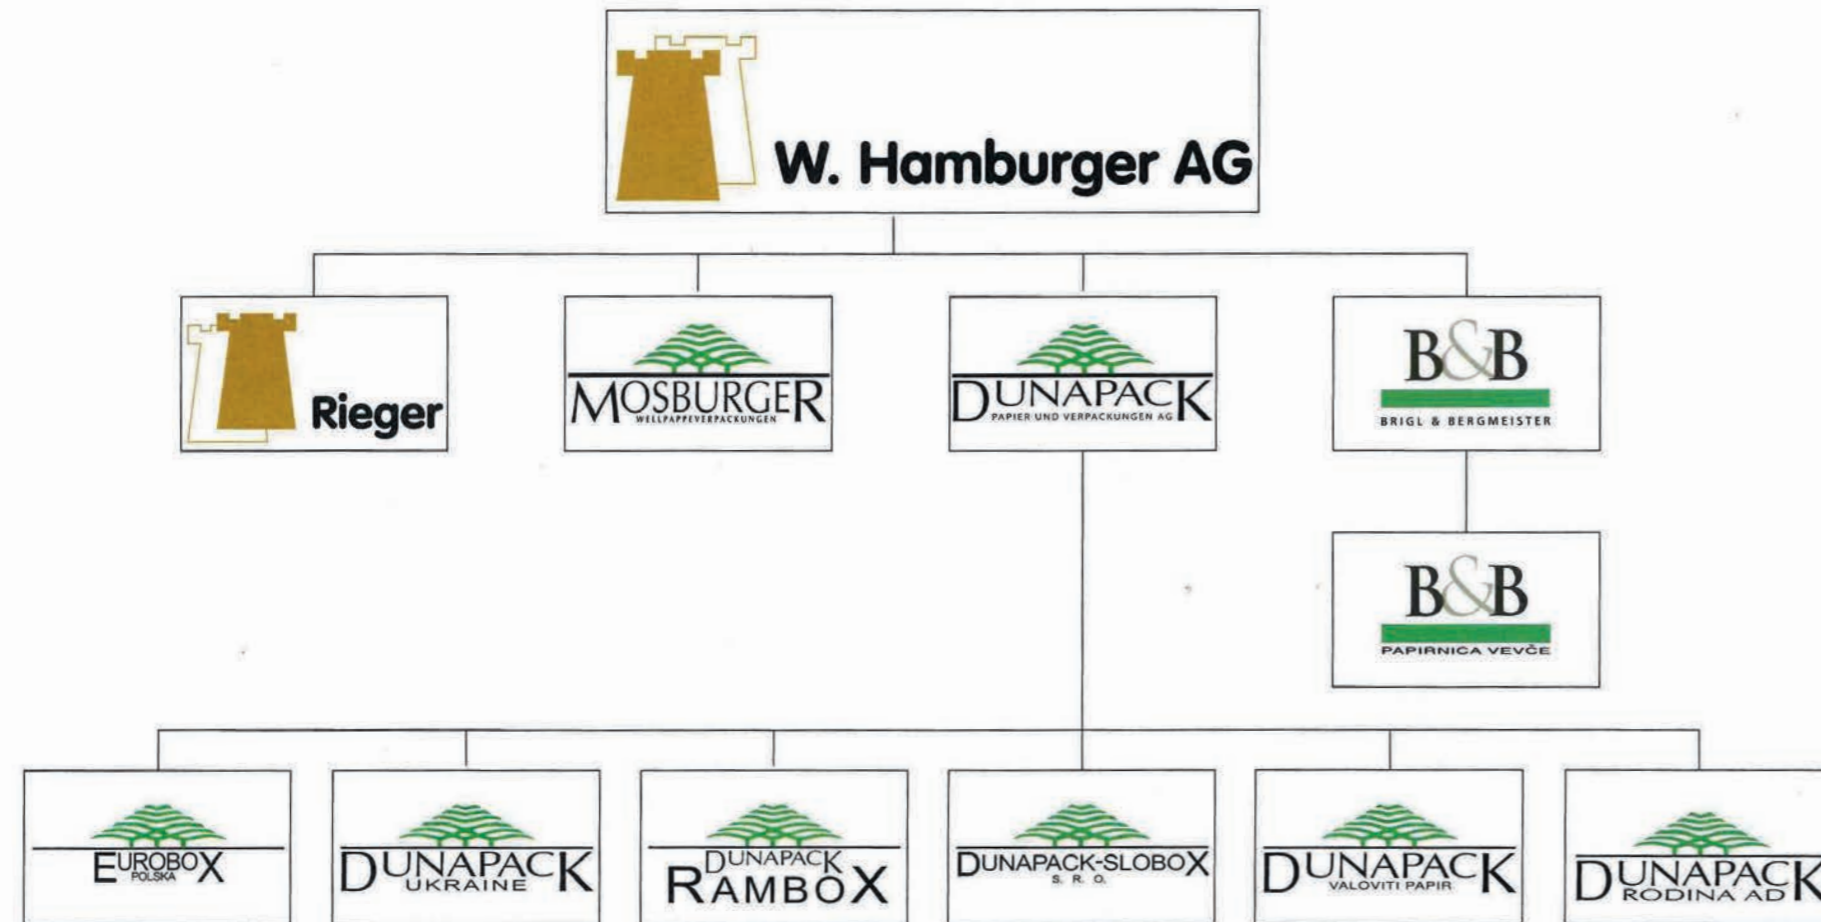 W. Hamburger AG
Rieger
MOSBURGER
WELLPAPPEVERPACKUNGEN
DUNAPACK
PAPIER UND VERPACKUNGEN AG
B&B
BRIGL & BERGMEISTER
B&B
PAPIRNICA VEVČE
EUROBOX
POLSKA
DUNAPACK
UKRAINE
DUNAPACK
RAMBOX
DUNAPACK-SLOBOX
S. R. O.
DUNAPACK
VALOVITI PAPIR
DUNAPACK
RODINA AD